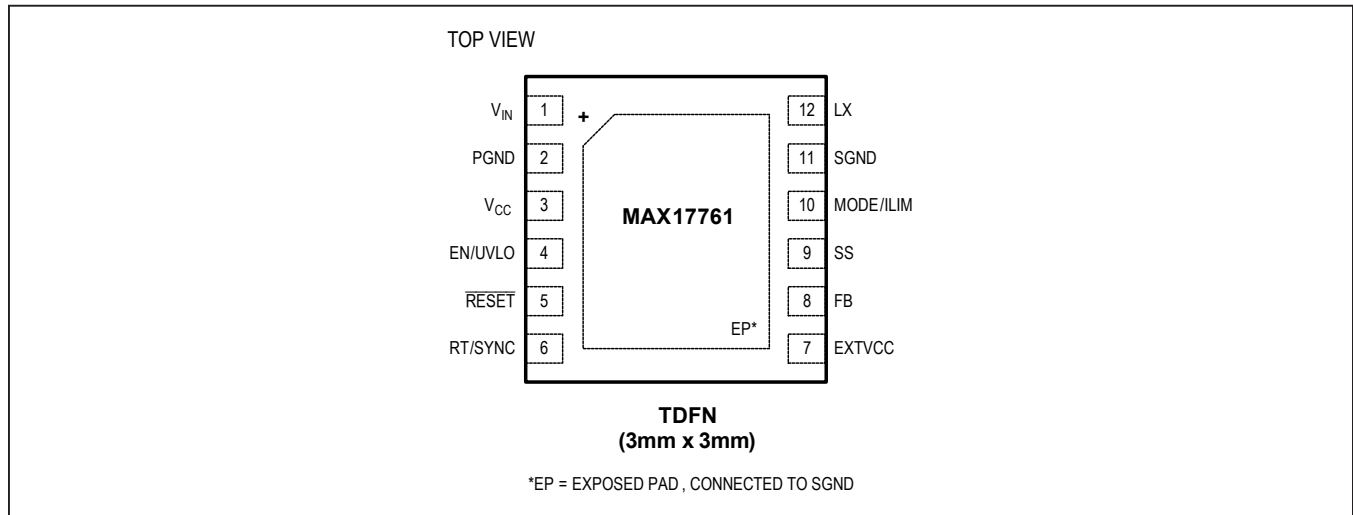 TOP VIEW
VIN 1 + 12 LX
PGND 2 11 SGND
VCC 3 MAX17761 10 MODE/ILIM
EN/UVLO 4 9 SS
RESET 5 8 FB
EP*
RT/SYNC 6 7 EXTVCC
TDFN
(3mm x 3mm)
*EP = EXPOSED PAD , CONNECTED TO SGND